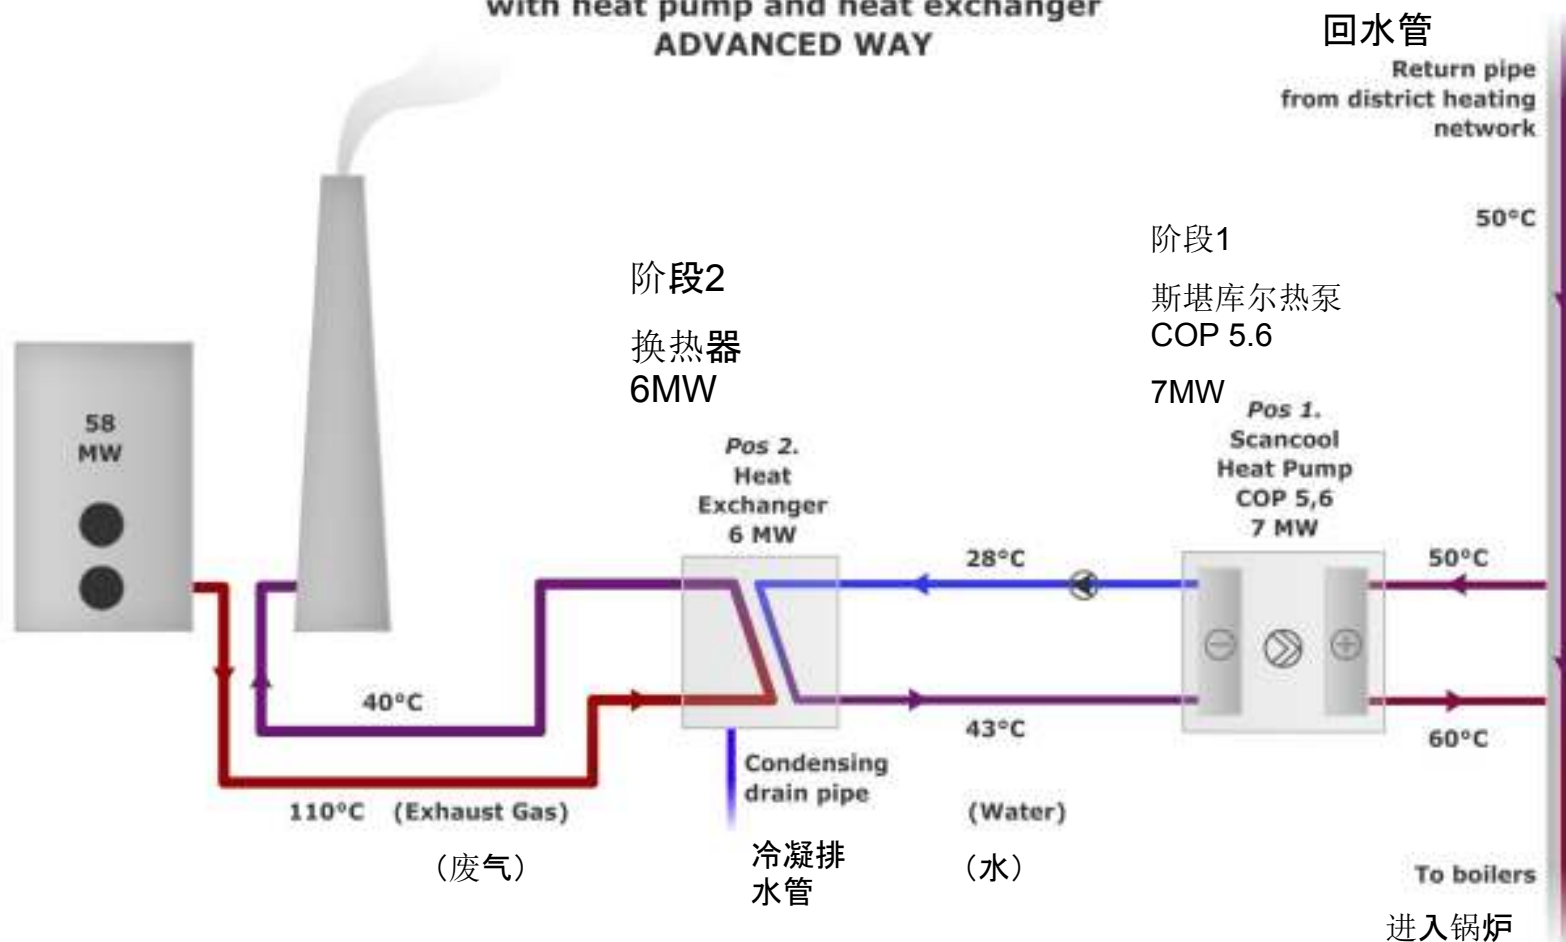 with heat pump and heat exchanger
ADVANCED WAY
回水管
Return pipe
from district heating
network
50°C
阶段1
斯堪库尔热泵
COP 5.6
7MW
阶段2
换热器
6MW
58
MW
Pos 2.
Heat
Exchanger
6 MW
Pos 1.
Scancool
Heat Pump
COP 5,6
7 MW
28°C
50°C
40°C
43°C
60°C
110°C (Exhaust Gas)
Condensing
drain pipe
(Water)
（废气）
冷凝排
水管
（水）
To boilers
进入锅炉